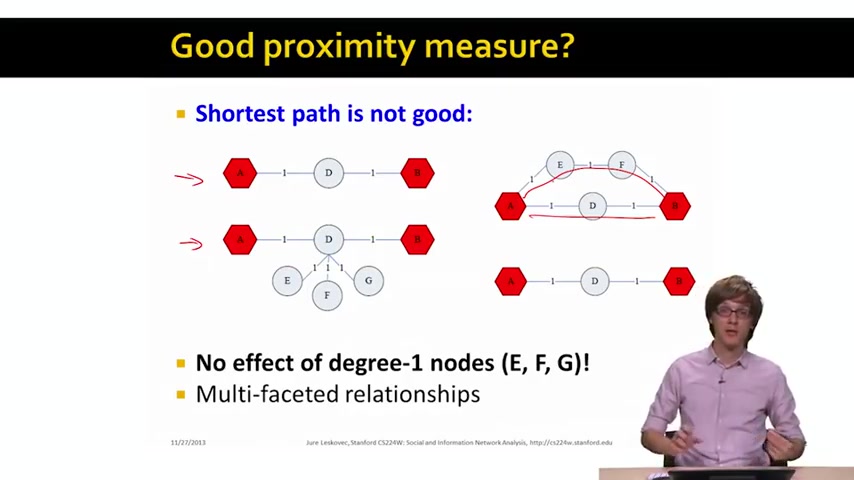 Good proximity measure?
Shortest path is not good:
A 1 D 1 B
A 1 D 1 B
1 1 1
E F G
E 1 F
1 1
A 1 D 1 B
A 1 D 1 B
No effect of degree-1 nodes (E, F, G)!
Multi-faceted relationships
11/27/2013
Jure Leskovec, Stanford CS224W: Social and Information Network Analysis, http://cs224w.stanford.edu